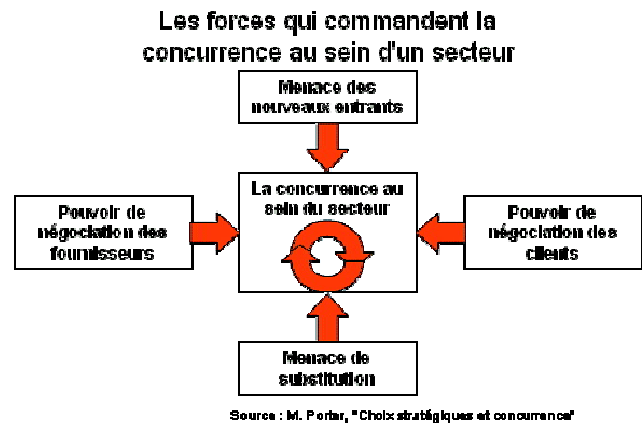 Les forces qui commandent la
concurrence au sein d'un secteur
Menace des
nouveaux entrants
La concurrence au
sein du secteur
Pouvoir de
négociation des
fournisseurs
Pouvoir de
négociation des
clients
Menace de
substitution
Source : M. Porter, "Choix stratégiques et concurrence"